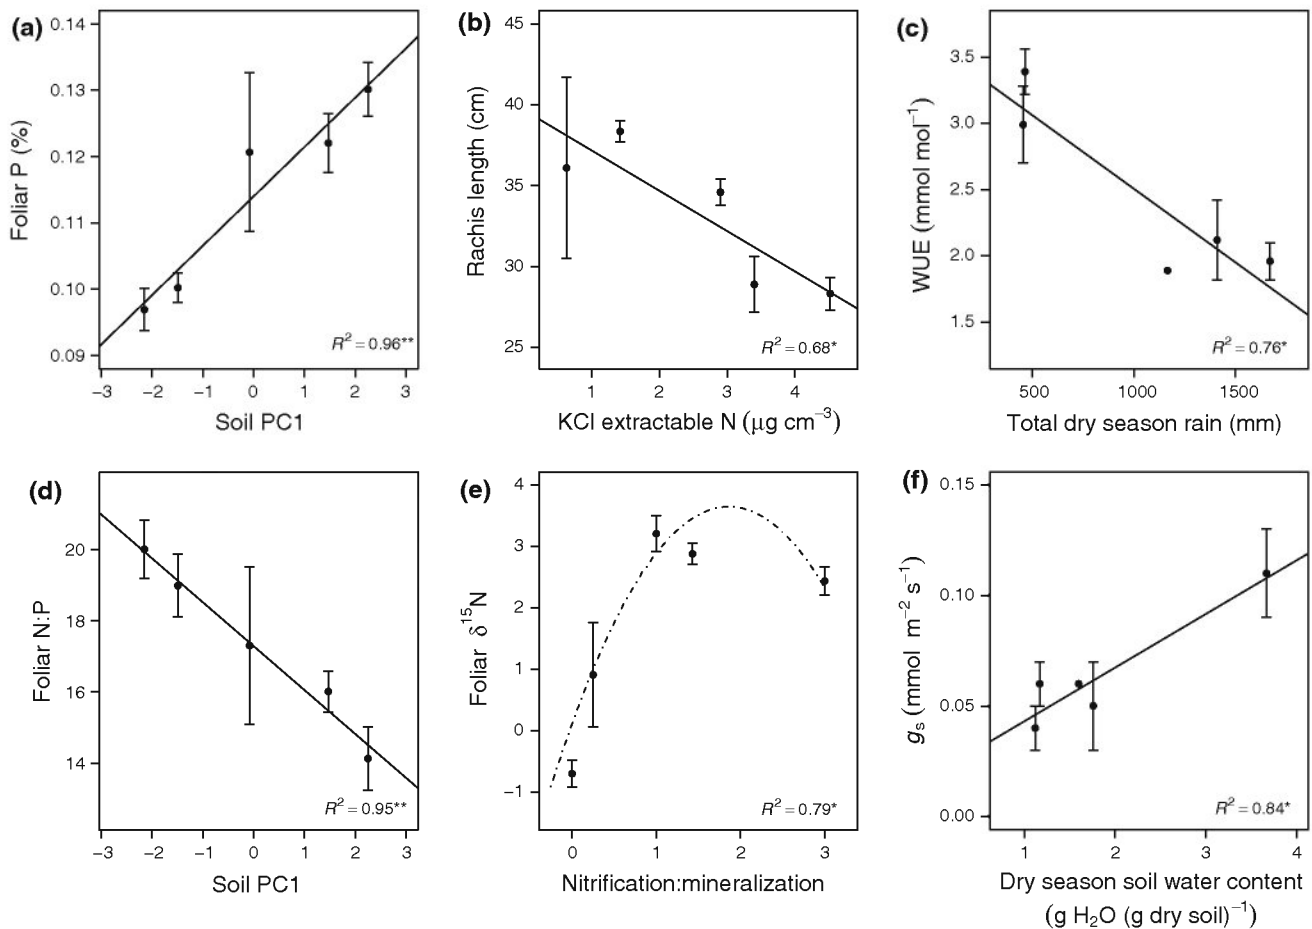 (a)
0.14
0.13
0.12
0.11
0.10
0.09
Foliar P (%)
R² = 0.96**
−3 −2 −1 0 1 2 3
Soil PC1
(b)
45
40
35
30
25
Rachis length (cm)
R² = 0.68*
1 2 3 4
KCl extractable N (μg cm⁻³)
(c)
3.5
3.0
2.5
2.0
1.5
WUE (mmol mol⁻¹)
R² = 0.76*
500 1000 1500
Total dry season rain (mm)
(d)
20
18
16
14
Foliar N:P
R² = 0.95**
−3 −2 −1 0 1 2 3
Soil PC1
(e)
4
3
2
1
0
−1
Foliar δ¹⁵N
R² = 0.79*
0 1 2 3
Nitrification:mineralization
(f)
0.15
0.10
0.05
0.00
gₛ (mmol m⁻² s⁻¹)
R² = 0.84*
1 2 3 4
Dry season soil water content
(g H₂O (g dry soil)⁻¹)